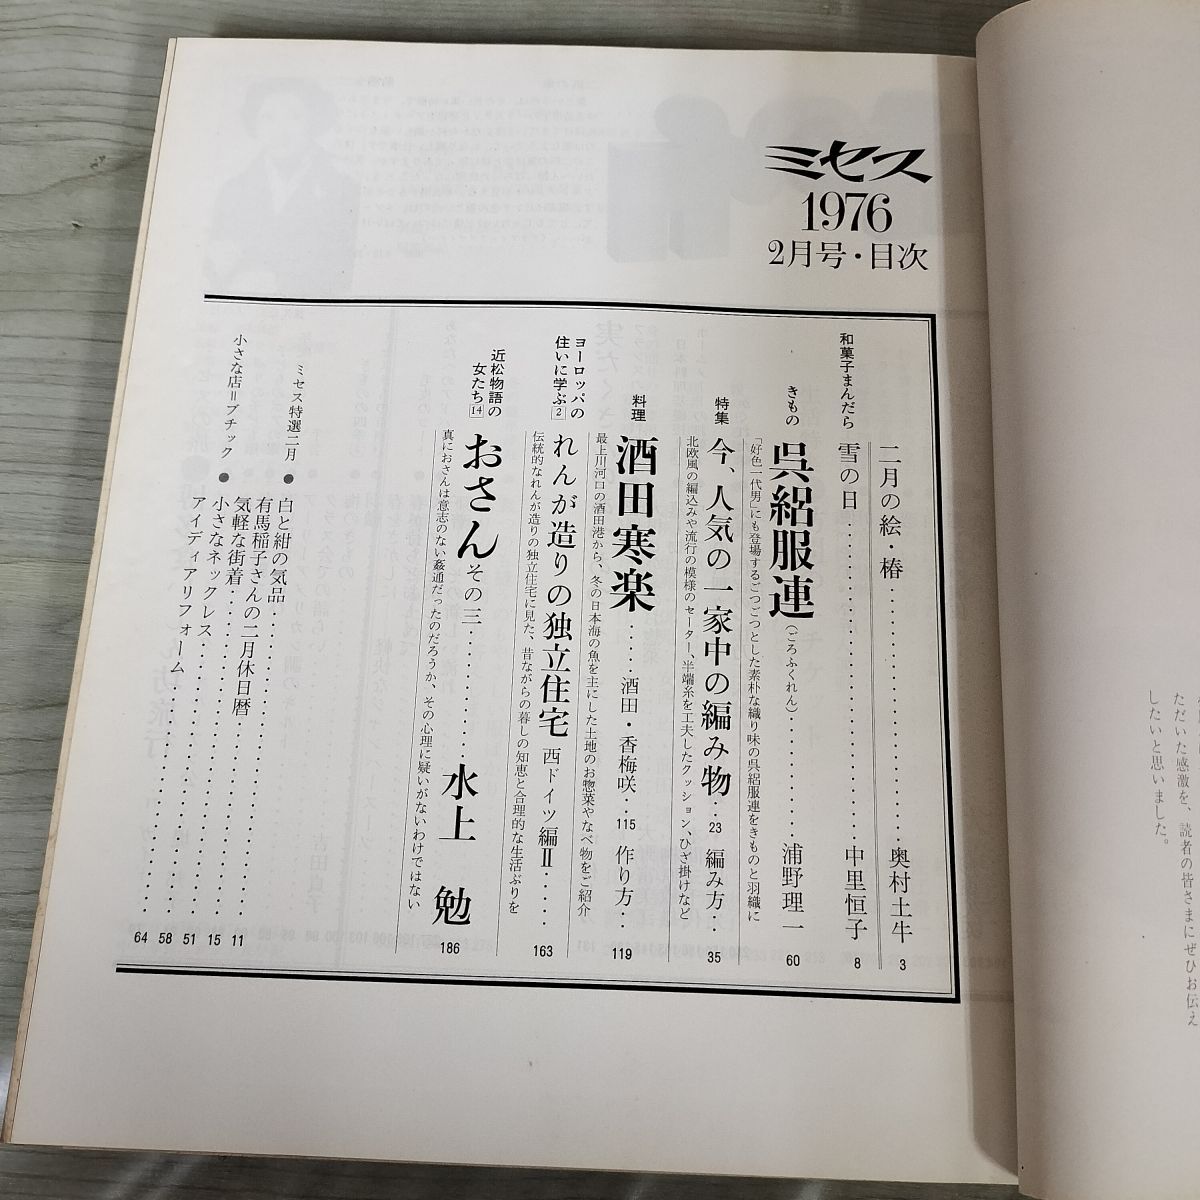 ミセス
1976
2月号・目次
二月の絵・椿 奥村土牛 3
和菓子まんだら
雪の日 中里恒子 8
きもの
呉絽服連(ごろふくれん) 浦野理一 60
「好色一代男」にも登場するごつごつとした素朴な織り味の呉絽服連をきものと羽織に
特集
今、人気の一家中の編み物 23 編み方 35
北欧風の編込みや流行の模様のセーター、半端糸を工夫したクッション、ひざ掛けなど
料理
酒田寒楽 酒田・香梅咲 115 作り方 119
最上川河口の酒田港から、冬の日本海の魚を主にした土地のお惣菜やなべ物をご紹介
ヨーロッパの
住いに学ぶ2
れんが造りの独立住宅 西ドイツ編II 163
伝統的なれんが造りの独立住宅に見た、昔ながらの暮しの知恵と合理的な生活ぶりを
近松物語の
女たち14
おさん その三 水上 勉 186
真におさんは意志のない姦通だったのだろうか、その心理に疑いがないわけではない
ミセス特選二月
●白と紺の気品 11
有馬稲子さんの二月休日暦 15
気軽な街着 51
小さな店=ブチック
●小さなネックレス 58
アイディアリフォーム 64
ただいた感激を、読者の皆さまにぜひお伝え
したいと思いました。